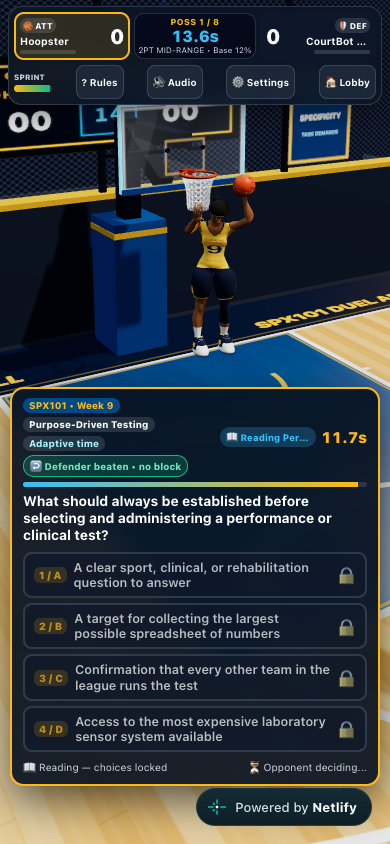 ATT
Hoopster
0
POSS 1 / 8
13.6s
2PT MID-RANGE • Base 12%
0
DEF
CourtBot ...
SPRINT
? Rules
Audio
Settings
Lobby
00
14
00
SPECIFICITY
TASK DEMANDS
9
SPX101 DUEL A
SPX101 • Week 9
Purpose-Driven Testing
Adaptive time
Defender beaten • no block
Reading Per...
11.7s
What should always be established before
selecting and administering a performance or
clinical test?
1 / A
A clear sport, clinical, or rehabilitation
question to answer
2 / B
A target for collecting the largest
possible spreadsheet of numbers
3 / C
Confirmation that every other team in the
league runs the test
4 / D
Access to the most expensive laboratory
sensor system available
Reading — choices locked
Opponent deciding...
Powered by Netlify